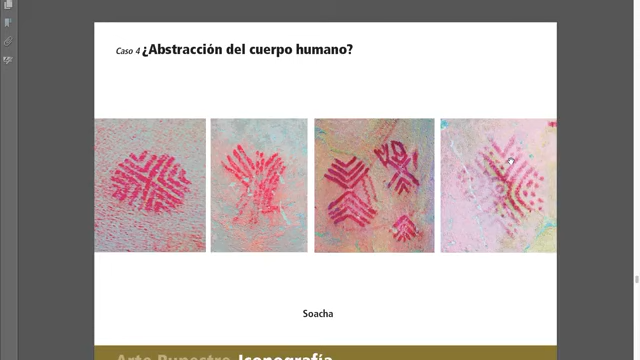 Caso 4 ¿Abstracción del cuerpo humano?
Soacha
Arte Rupestre Iconografía